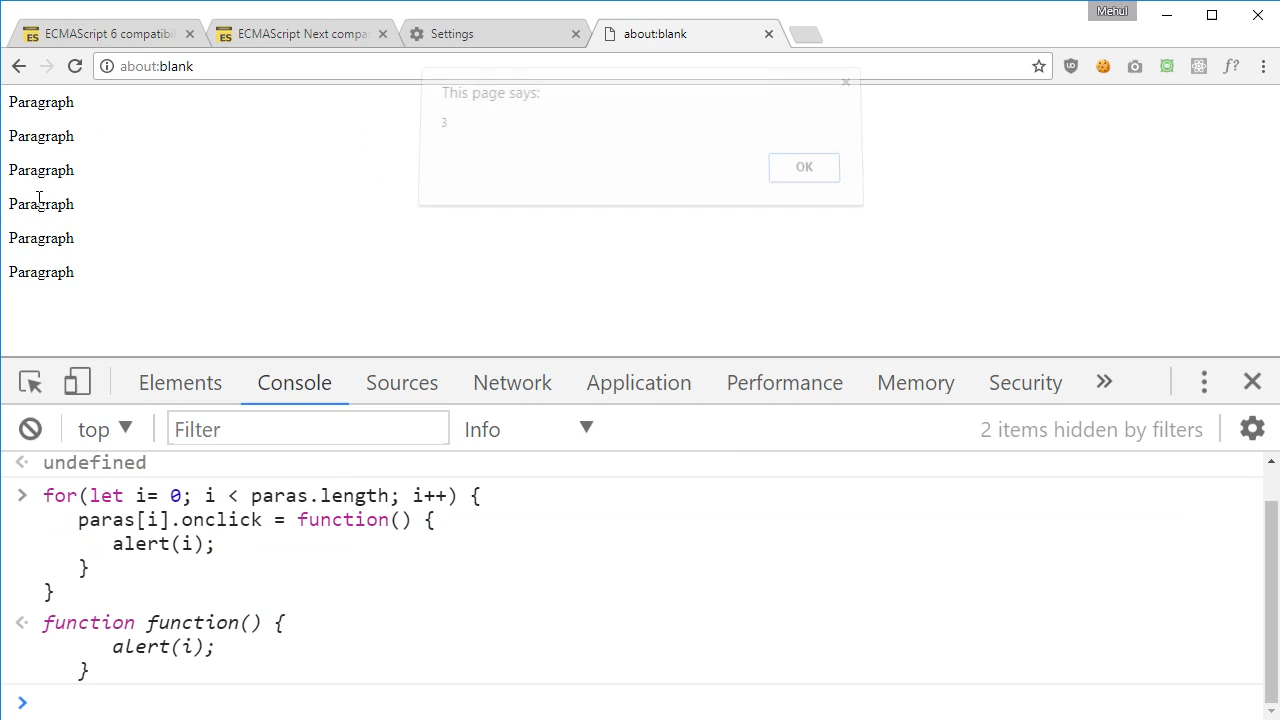 Mehul
ECMAScript 6 compatibi
ECMAScript Next compa
Settings
about:blank
about:blank
f?
Paragraph
Paragraph
Paragraph
Paragraph
Paragraph
Paragraph
This page says:
3
OK
Elements Console Sources Network Application Performance Memory Security
top Filter Info 2 items hidden by filters
undefined
for(let i= 0; i < paras.length; i++) {
paras[i].onclick = function() {
alert(i);
}
}
function function() {
alert(i);
}